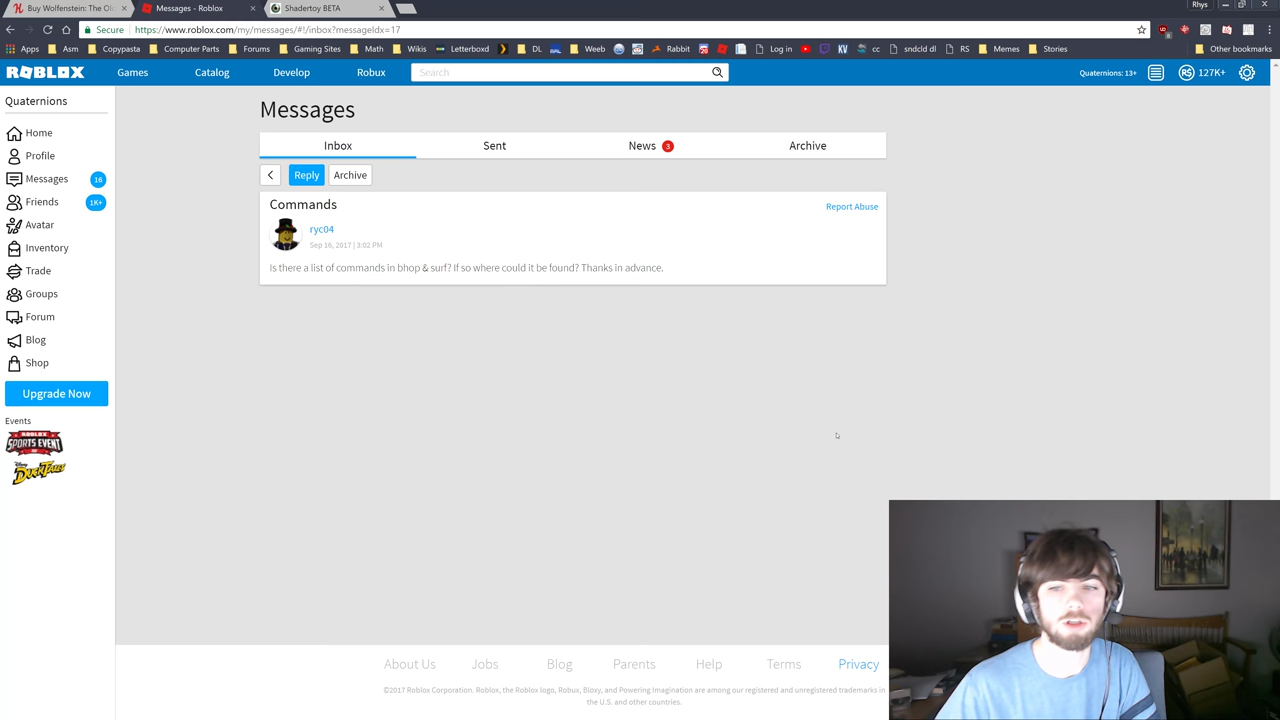 Buy Wolfenstein: The Ol
Messages - Roblox
Shadertoy BETA
Rhys
Secure
https://www.roblox.com/my/messages/#!/inbox?messageIdx=17
Apps
Asm
Copypasta
Computer Parts
Forums
Gaming Sites
Math
Wikis
Letterboxd
DL
Weeb
Rabbit
Log in
KV
cc
sndcld dl
RS
Memes
Stories
Other bookmarks
ROBLOX
Games
Catalog
Develop
Robux
Search
Quaternions: 13+
R$
127K+
Quaternions
Home
Profile
Messages
16
Friends
1K+
Avatar
Inventory
Trade
Groups
Forum
Blog
Shop
Upgrade Now
Events
ROBLOX
SPORTS EVENT
DUCKTALES
Messages
Inbox
Sent
News
3
Archive
Reply
Archive
Commands
Report Abuse
ryc04
Sep 16, 2017 | 3:02 PM
Is there a list of commands in bhop & surf? If so where could it be found? Thanks in advance.
About Us
Jobs
Blog
Parents
Help
Terms
Privacy
©2017 Roblox Corporation. Roblox, the Roblox logo, Robux, Bloxy, and Powering Imagination are among our registered and unregistered trademarks in
the U.S. and other countries.